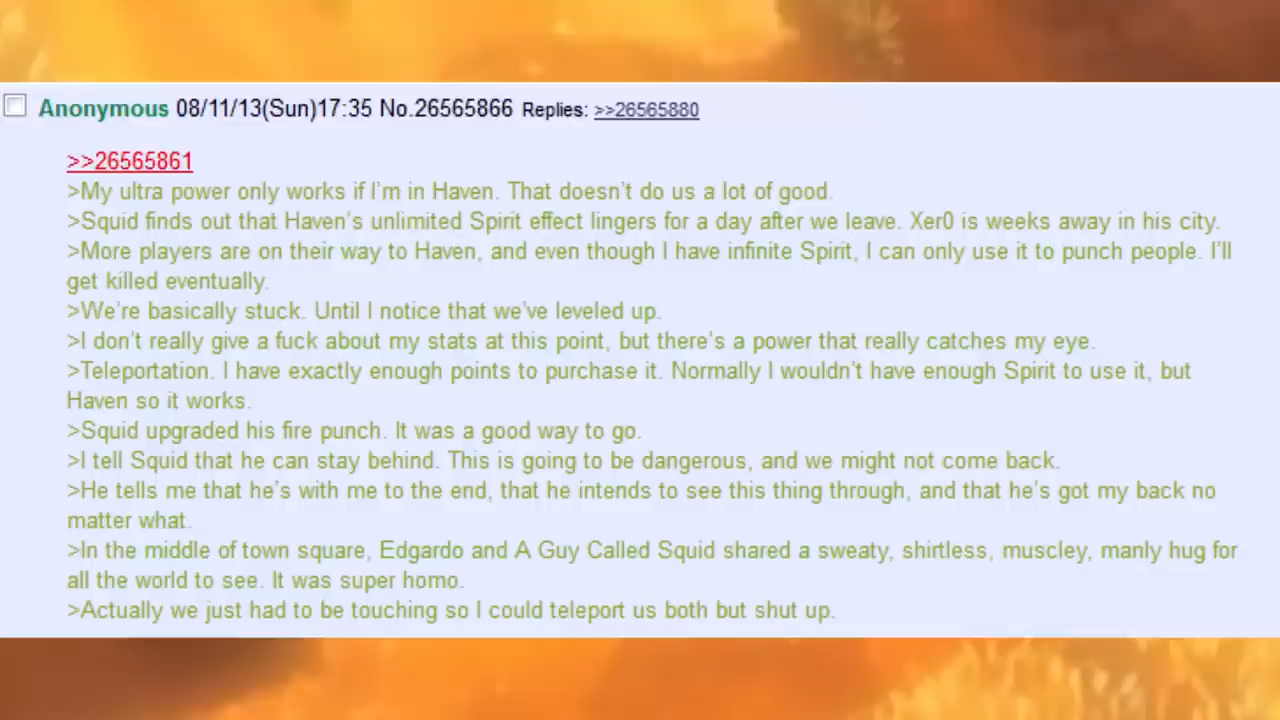 Anonymous 08/11/13(Sun)17:35 No.26565866 Replies: >>26565880
>>26565861
>My ultra power only works if I'm in Haven. That doesn't do us a lot of good.
>Squid finds out that Haven's unlimited Spirit effect lingers for a day after we leave. Xer0 is weeks away in his city.
>More players are on their way to Haven, and even though I have infinite Spirit, I can only use it to punch people. I'll
get killed eventually.
>We're basically stuck. Until I notice that we've leveled up.
>I don't really give a fuck about my stats at this point, but there's a power that really catches my eye.
>Teleportation. I have exactly enough points to purchase it. Normally I wouldn't have enough Spirit to use it, but
Haven so it works.
>Squid upgraded his fire punch. It was a good way to go.
>I tell Squid that he can stay behind. This is going to be dangerous, and we might not come back.
>He tells me that he's with me to the end, that he intends to see this thing through, and that he's got my back no
matter what.
>In the middle of town square, Edgardo and A Guy Called Squid shared a sweaty, shirtless, muscley, manly hug for
all the world to see. It was super homo.
>Actually we just had to be touching so I could teleport us both but shut up.